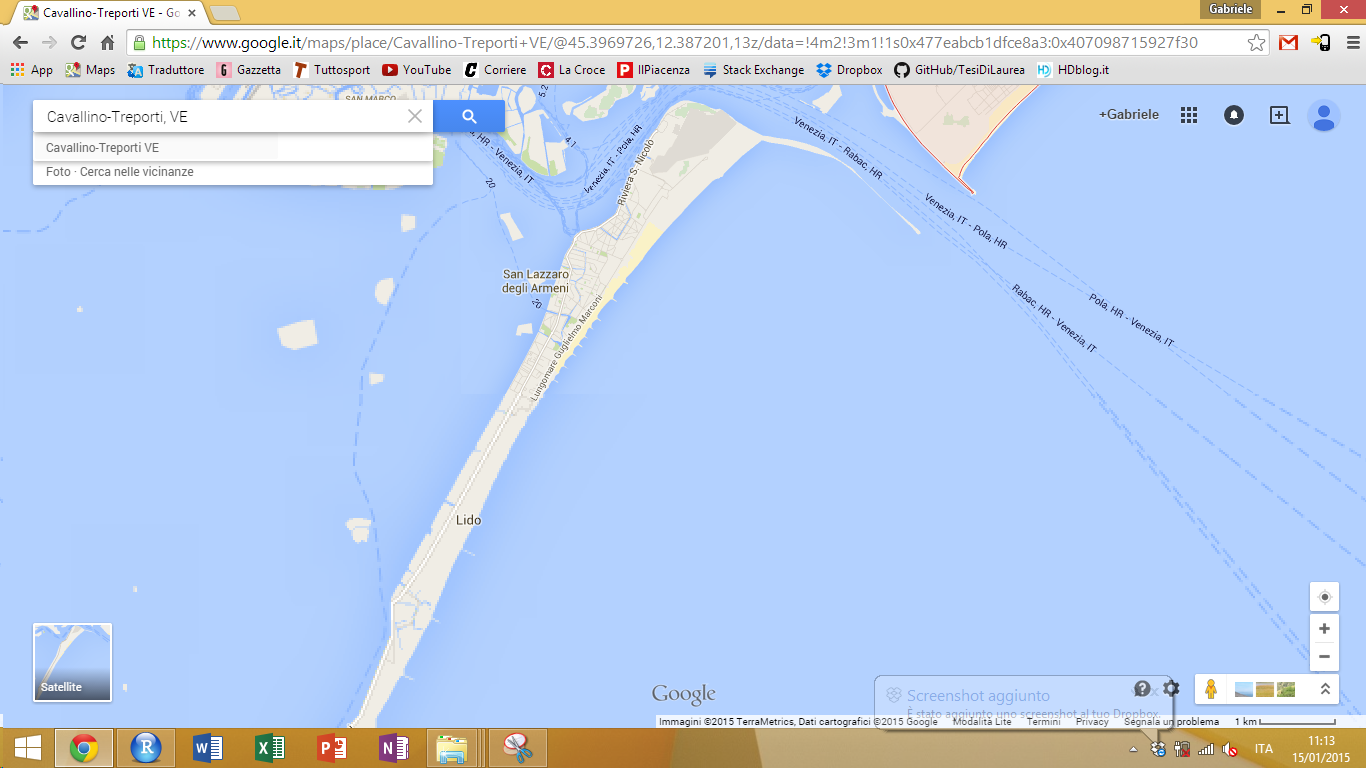 Cavallino-Treporti VE - Go
Gabriele
https://www.google.it/maps/place/Cavallino-Treporti+VE/@45.3969726,12.387201,13z/data=!4m2!3m1!1s0x477eabcb1dfce8a3:0x407098715927f30
App Maps Traduttore Gazzetta Tuttosport YouTube Corriere La Croce IlPiacenza Stack Exchange Dropbox GitHub/TesiDiLaurea HDblog.it
SAN MARCO
5.2
Cavallino-Treporti, VE
+Gabriele
Cavallino-Treporti VE
Foto · Cerca nelle vicinanze
HR - Venezia, IT
4.1
Venezia, IT - Pola, HR
20
Riviera S. Nicolo
Venezia, IT - Rabac, HR
Venezia, IT - Pola, HR
San Lazzaro
degli Armeni
20
Lungomare Guglielmo Marconi
Rabac, HR - Venezia, IT
Pola, HR - Venezia, IT
Lido
Satellite
Google
Screenshot aggiunto
È stato aggiunto uno screenshot al tuo Dropbox.
Immagini ©2015 TerraMetrics, Dati cartografici ©2015 Google Modalità Lite Termini Privacy Segnala un problema 1 km
ITA
11:13
15/01/2015